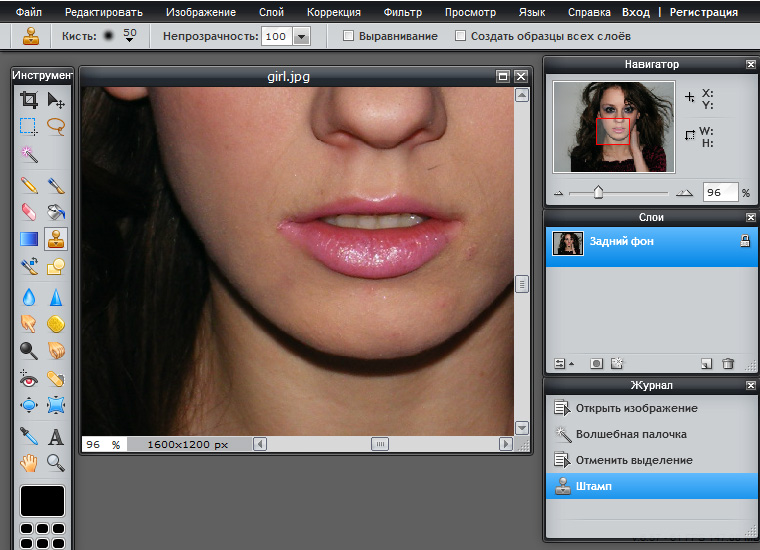 Файл Редактировать Изображение Слой Коррекция Фильтр Просмотр Язык Справка Вход | Регистрация
Кисть: 50 Непрозрачность: 100 Выравнивание Создать образцы всех слоёв
Инструмент
girl.jpg
Навигатор
X:
Y:
W:
H:
96 %
Слои
Задний фон
Журнал
Открыть изображение
Волшебная палочка
Отменить выделение
Штамп
96 % 1600x1200 px